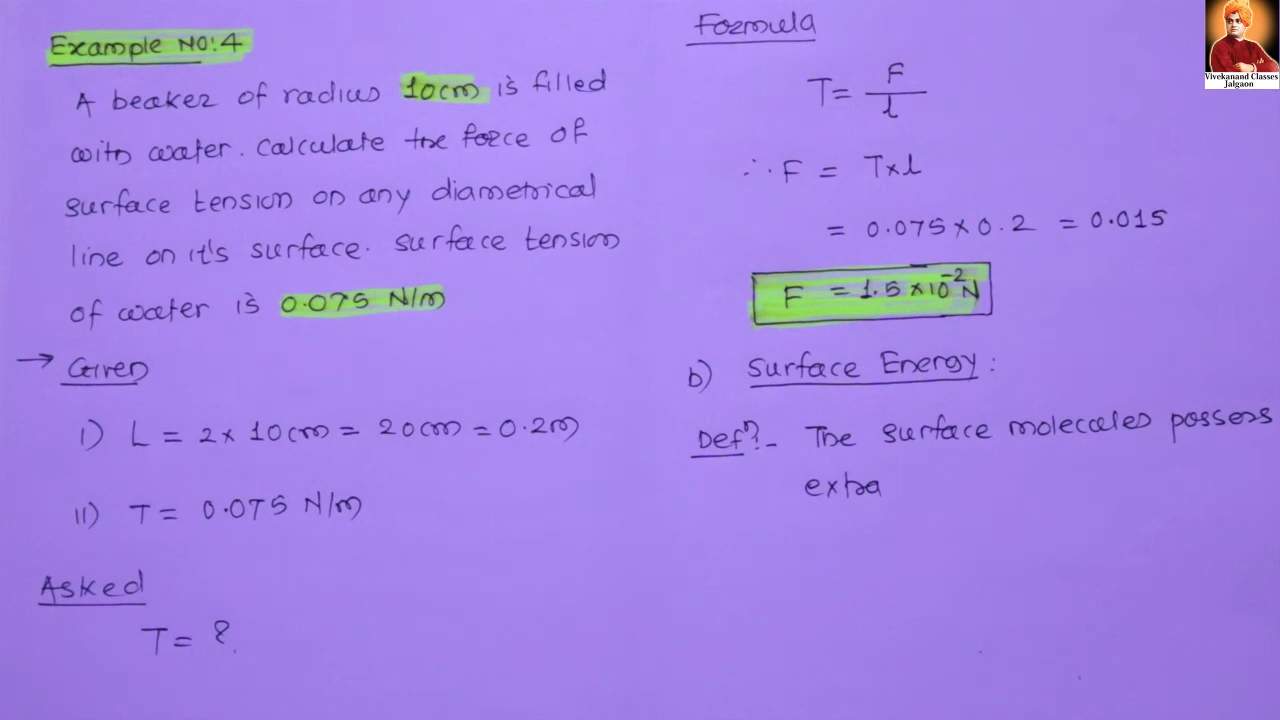 Example No:4
A beaker of radius 10cm is filled
with water. Calculate the force of
surface tension on any diametrical
line on it's surface. surface tension
of water is 0.075 N/m
→ Given
i) L = 2 x 10cm = 20cm = 0.2m
ii) T = 0.075 N/m
Asked
T = ?
Formula
T = F / l
∴ F = T x l
= 0.075 x 0.2 = 0.015
F = 1.5 x 10⁻² N
b) Surface Energy :
Defⁿ:- The surface molecules possess
extra
Vivekanand Classes
Jalgaon